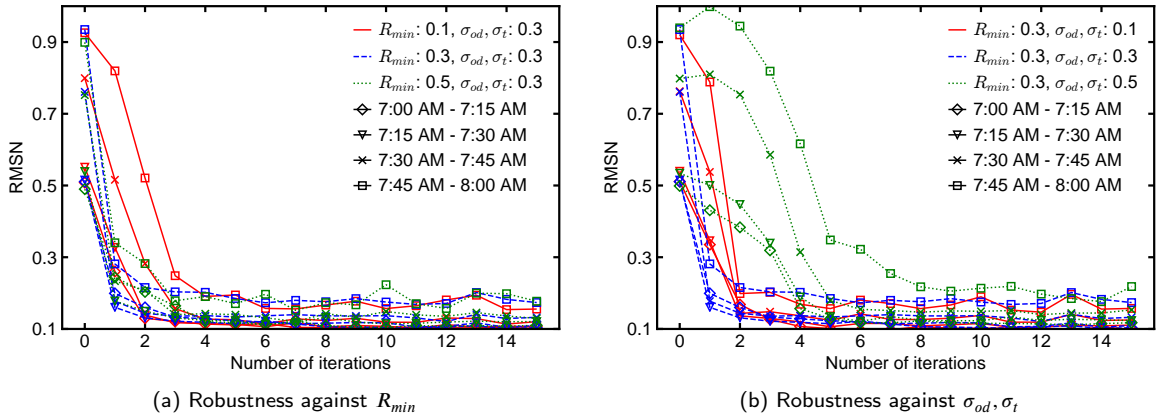 RMSN
0.9
0.7
0.5
0.3
0.1
R_min: 0.1, σ_od, σ_t: 0.3
R_min: 0.3, σ_od, σ_t: 0.3
R_min: 0.5, σ_od, σ_t: 0.3
7:00 AM - 7:15 AM
7:15 AM - 7:30 AM
7:30 AM - 7:45 AM
7:45 AM - 8:00 AM
0 2 4 6 8 10 12 14
Number of iterations
(a) Robustness against R_min
RMSN
0.9
0.7
0.5
0.3
0.1
R_min: 0.3, σ_od, σ_t: 0.1
R_min: 0.3, σ_od, σ_t: 0.3
R_min: 0.3, σ_od, σ_t: 0.5
7:00 AM - 7:15 AM
7:15 AM - 7:30 AM
7:30 AM - 7:45 AM
7:45 AM - 8:00 AM
0 2 4 6 8 10 12 14
Number of iterations
(b) Robustness against σ_od, σ_t